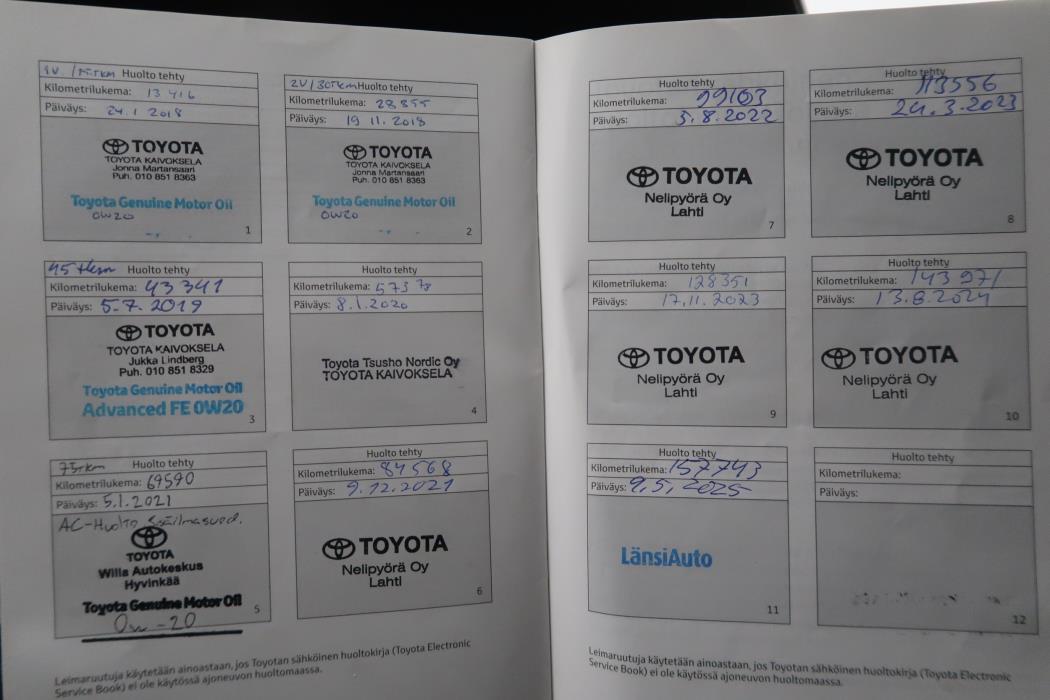 1V. / 15TKM Huolto tehty
Kilometrilukema: 13 416
Päiväys: 24.1 2018
TOYOTA
TOYOTA KAIVOKSELA
Jonna Martansaari
Puh. 010 851 8363
Toyota Genuine Motor Oil
0W20
1
2V/30TKM Huolto tehty
Kilometrilukema: 28 855
Päiväys: 19 11. 2018
TOYOTA
TOYOTA KAIVOKSELA
Jonna Martansaari
Puh. 010 851 8363
Toyota Genuine Motor Oil
0W20
2
45 tkm Huolto tehty
Kilometrilukema: 43 341
Päiväys: 5.7. 2019
TOYOTA
TOYOTA KAIVOKSELA
Jukka Lindberg
Puh. 010 851 8329
Toyota Genuine Motor Oil
Advanced FE 0W20
3
Huolto tehty
Kilometrilukema: 573 78
Päiväys: 8.1.2020
Toyota Tsusho Nordic Oy
TOYOTA KAIVOKSELA
4
75tkm Huolto tehty
Kilometrilukema: 69590
Päiväys: 5.1.2021
AC-Huolto
TOYOTA
Willa Autokeskus
Hyvinkää
Toyota Genuine Motor Oil
0w-20
5
Huolto tehty
Kilometrilukema: 84568
Päiväys: 9.12.2021
TOYOTA
Nelipyörä Oy
Lahti
6
Leimaruutuja käytetään ainoastaan, jos Toyotan sähköinen huoltokirja (Toyota Electronic
Service Book) ei ole käytössä ajoneuvon huoltomaassa.
Huolto tehty
Kilometrilukema: 99103
Päiväys: 5.8.2022
TOYOTA
Nelipyörä Oy
Lahti
7
Huolto tehty
Kilometrilukema: 113556
Päiväys: 24.3.2023
TOYOTA
Nelipyörä Oy
Lahti
8
Huolto tehty
Kilometrilukema: 128351
Päiväys: 17.11.2023
TOYOTA
Nelipyörä Oy
Lahti
9
Huolto tehty
Kilometrilukema: 143971
Päiväys: 13.8.2024
TOYOTA
Nelipyörä Oy
Lahti
10
Huolto tehty
Kilometrilukema: 157743
Päiväys: 9.5.2025
LänsiAuto
11
Huolto tehty
Kilometrilukema:
Päiväys:
12
Leimaruutuja käytetään ainoastaan, jos Toyotan sähköinen huoltokirja (Toyota Electronic
Service Book) ei ole käytössä ajoneuvon huoltomaassa.